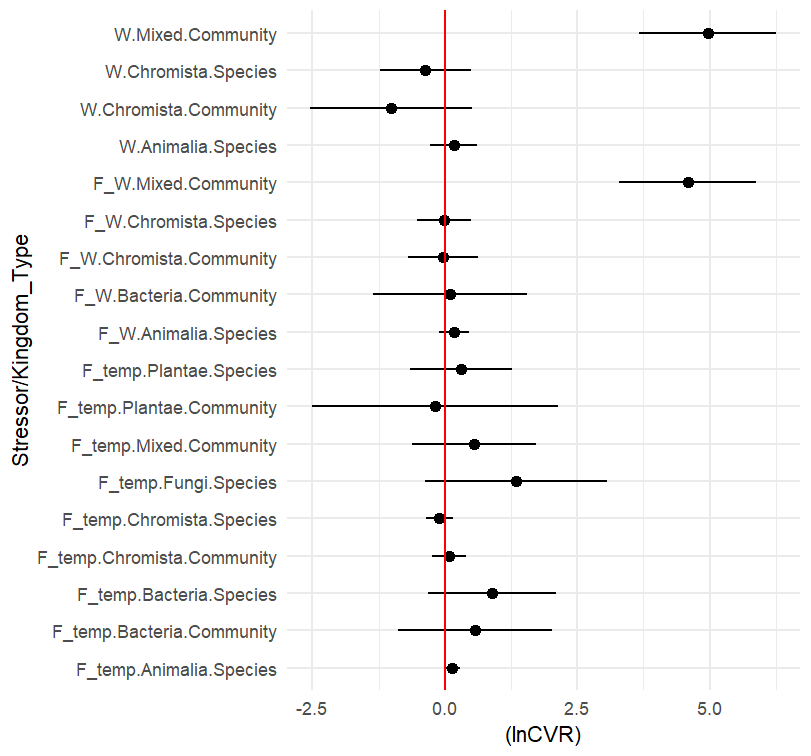 Stressor/Kingdom_Type
W.Mixed.Community
W.Chromista.Species
W.Chromista.Community
W.Animalia.Species
F_W.Mixed.Community
F_W.Chromista.Species
F_W.Chromista.Community
F_W.Bacteria.Community
F_W.Animalia.Species
F_temp.Plantae.Species
F_temp.Plantae.Community
F_temp.Mixed.Community
F_temp.Fungi.Species
F_temp.Chromista.Species
F_temp.Chromista.Community
F_temp.Bacteria.Species
F_temp.Bacteria.Community
F_temp.Animalia.Species
-2.5 0.0 2.5 5.0
(lnCVR)